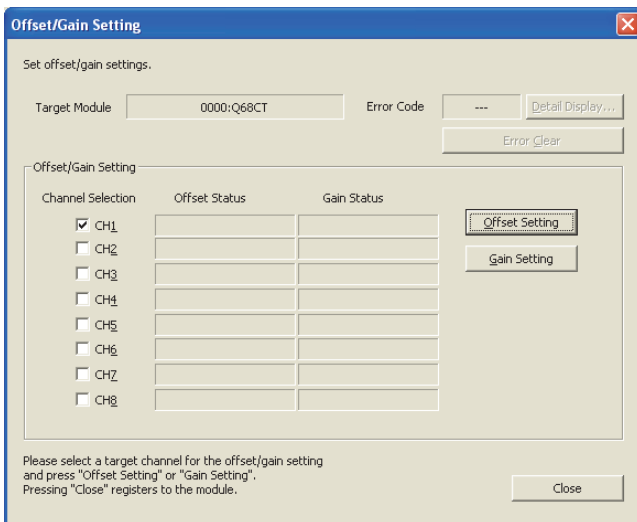 Offset/Gain Setting
Set offset/gain settings.
Target Module 0000:Q68CT Error Code --- Detail Display...
Error Clear
Offset/Gain Setting
Channel Selection Offset Status Gain Status
CH1 Offset Setting
CH2
Gain Setting
CH3
CH4
CH5
CH6
CH7
CH8
Please select a target channel for the offset/gain setting
and press "Offset Setting" or "Gain Setting".
Pressing "Close" registers to the module.
Close